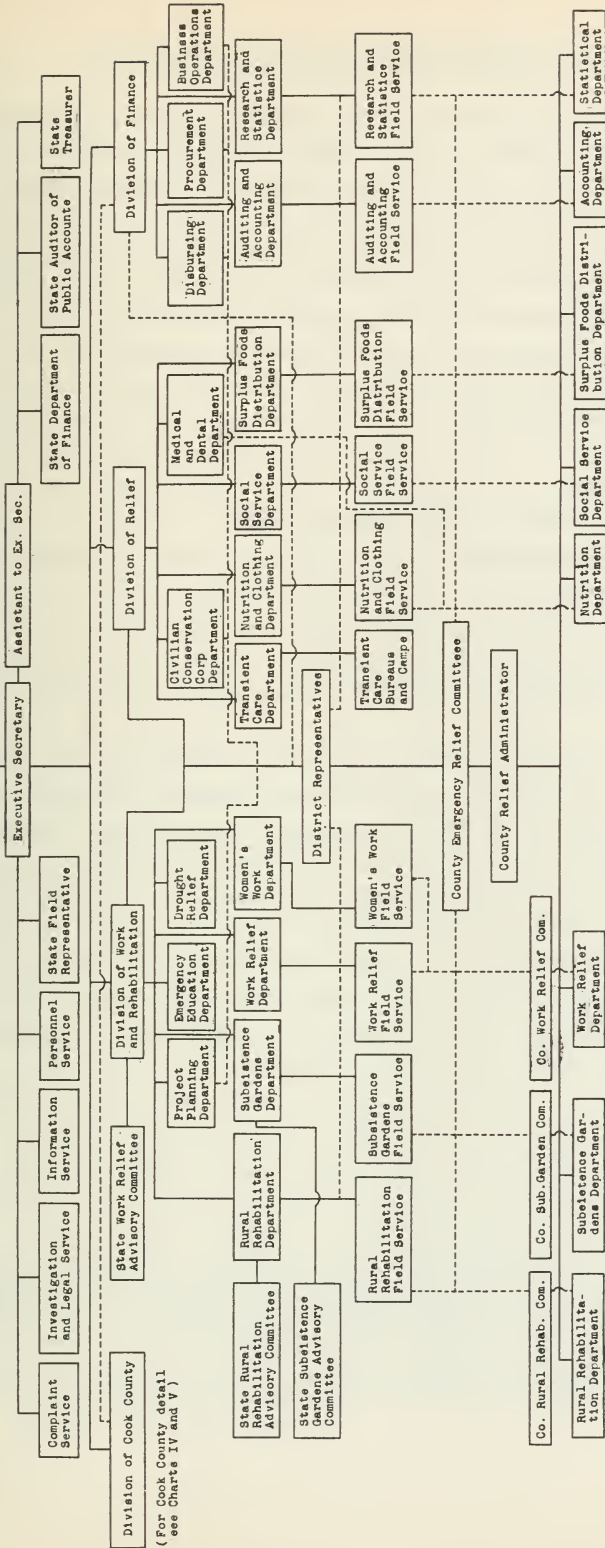 Executive Secretary
Assistant to Ex. Sec.
Complaint
Service
Investigation
and Legal Service
Information
Service
Personnel
Service
State Field
Representative
State Department
of Finance
State Auditor of
Public Accounts
State
Treasurer
Division of Cook County
(For Cook County detail
see Charts IV and V)
State Work Relief
Advisory Committee
Division of Work
and Rehabilitation
Division of Relief
Division of Finance
Project
Planning
Department
Emergency
Education
Department
Drought
Relief
Department
Civilian
Conservation
Corp
Department
Medical
and
Dental
Department
Disbursing
Department
Procurement
Department
Business
Operations
Department
State Rural
Rehabilitation
Advisory Committee
Rural
Rehabilitation
Department
Subsistence
Gardens
Department
Work Relief
Department
Women's
Work
Department
Transient
Care
Department
Nutrition
and Clothing
Department
Social
Service
Department
Surplus Foods
Distribution
Department
Auditing and
Accounting
Department
Research and
Statistics
Department
State Subsistence
Gardens Advisory
Committee
District Representatives
Rural
Rehabilitation
Field Service
Subsistence
Gardens
Field Service
Work Relief
Field
Service
Women's Work
Field
Service
Transient
Care
Bureaus
and Camps
Nutrition
and Clothing
Field
Service
Social
Service
Field
Service
Surplus Foods
Distribution
Field
Service
Auditing and
Accounting
Field Service
Research and
Statistics
Field Service
County Emergency Relief Committees
County Relief Administrator
Co. Rural Rehab. Com.
Co. Sub.Garden Com.
Co. Work Relief Com.
Rural Rehabilita-
tion Department
Subsistence Gar-
dens Department
Work Relief
Department
Nutrition
Department
Social Service
Department
Surplus Foods Distri-
bution Department
Accounting
Department
Statistical
Department